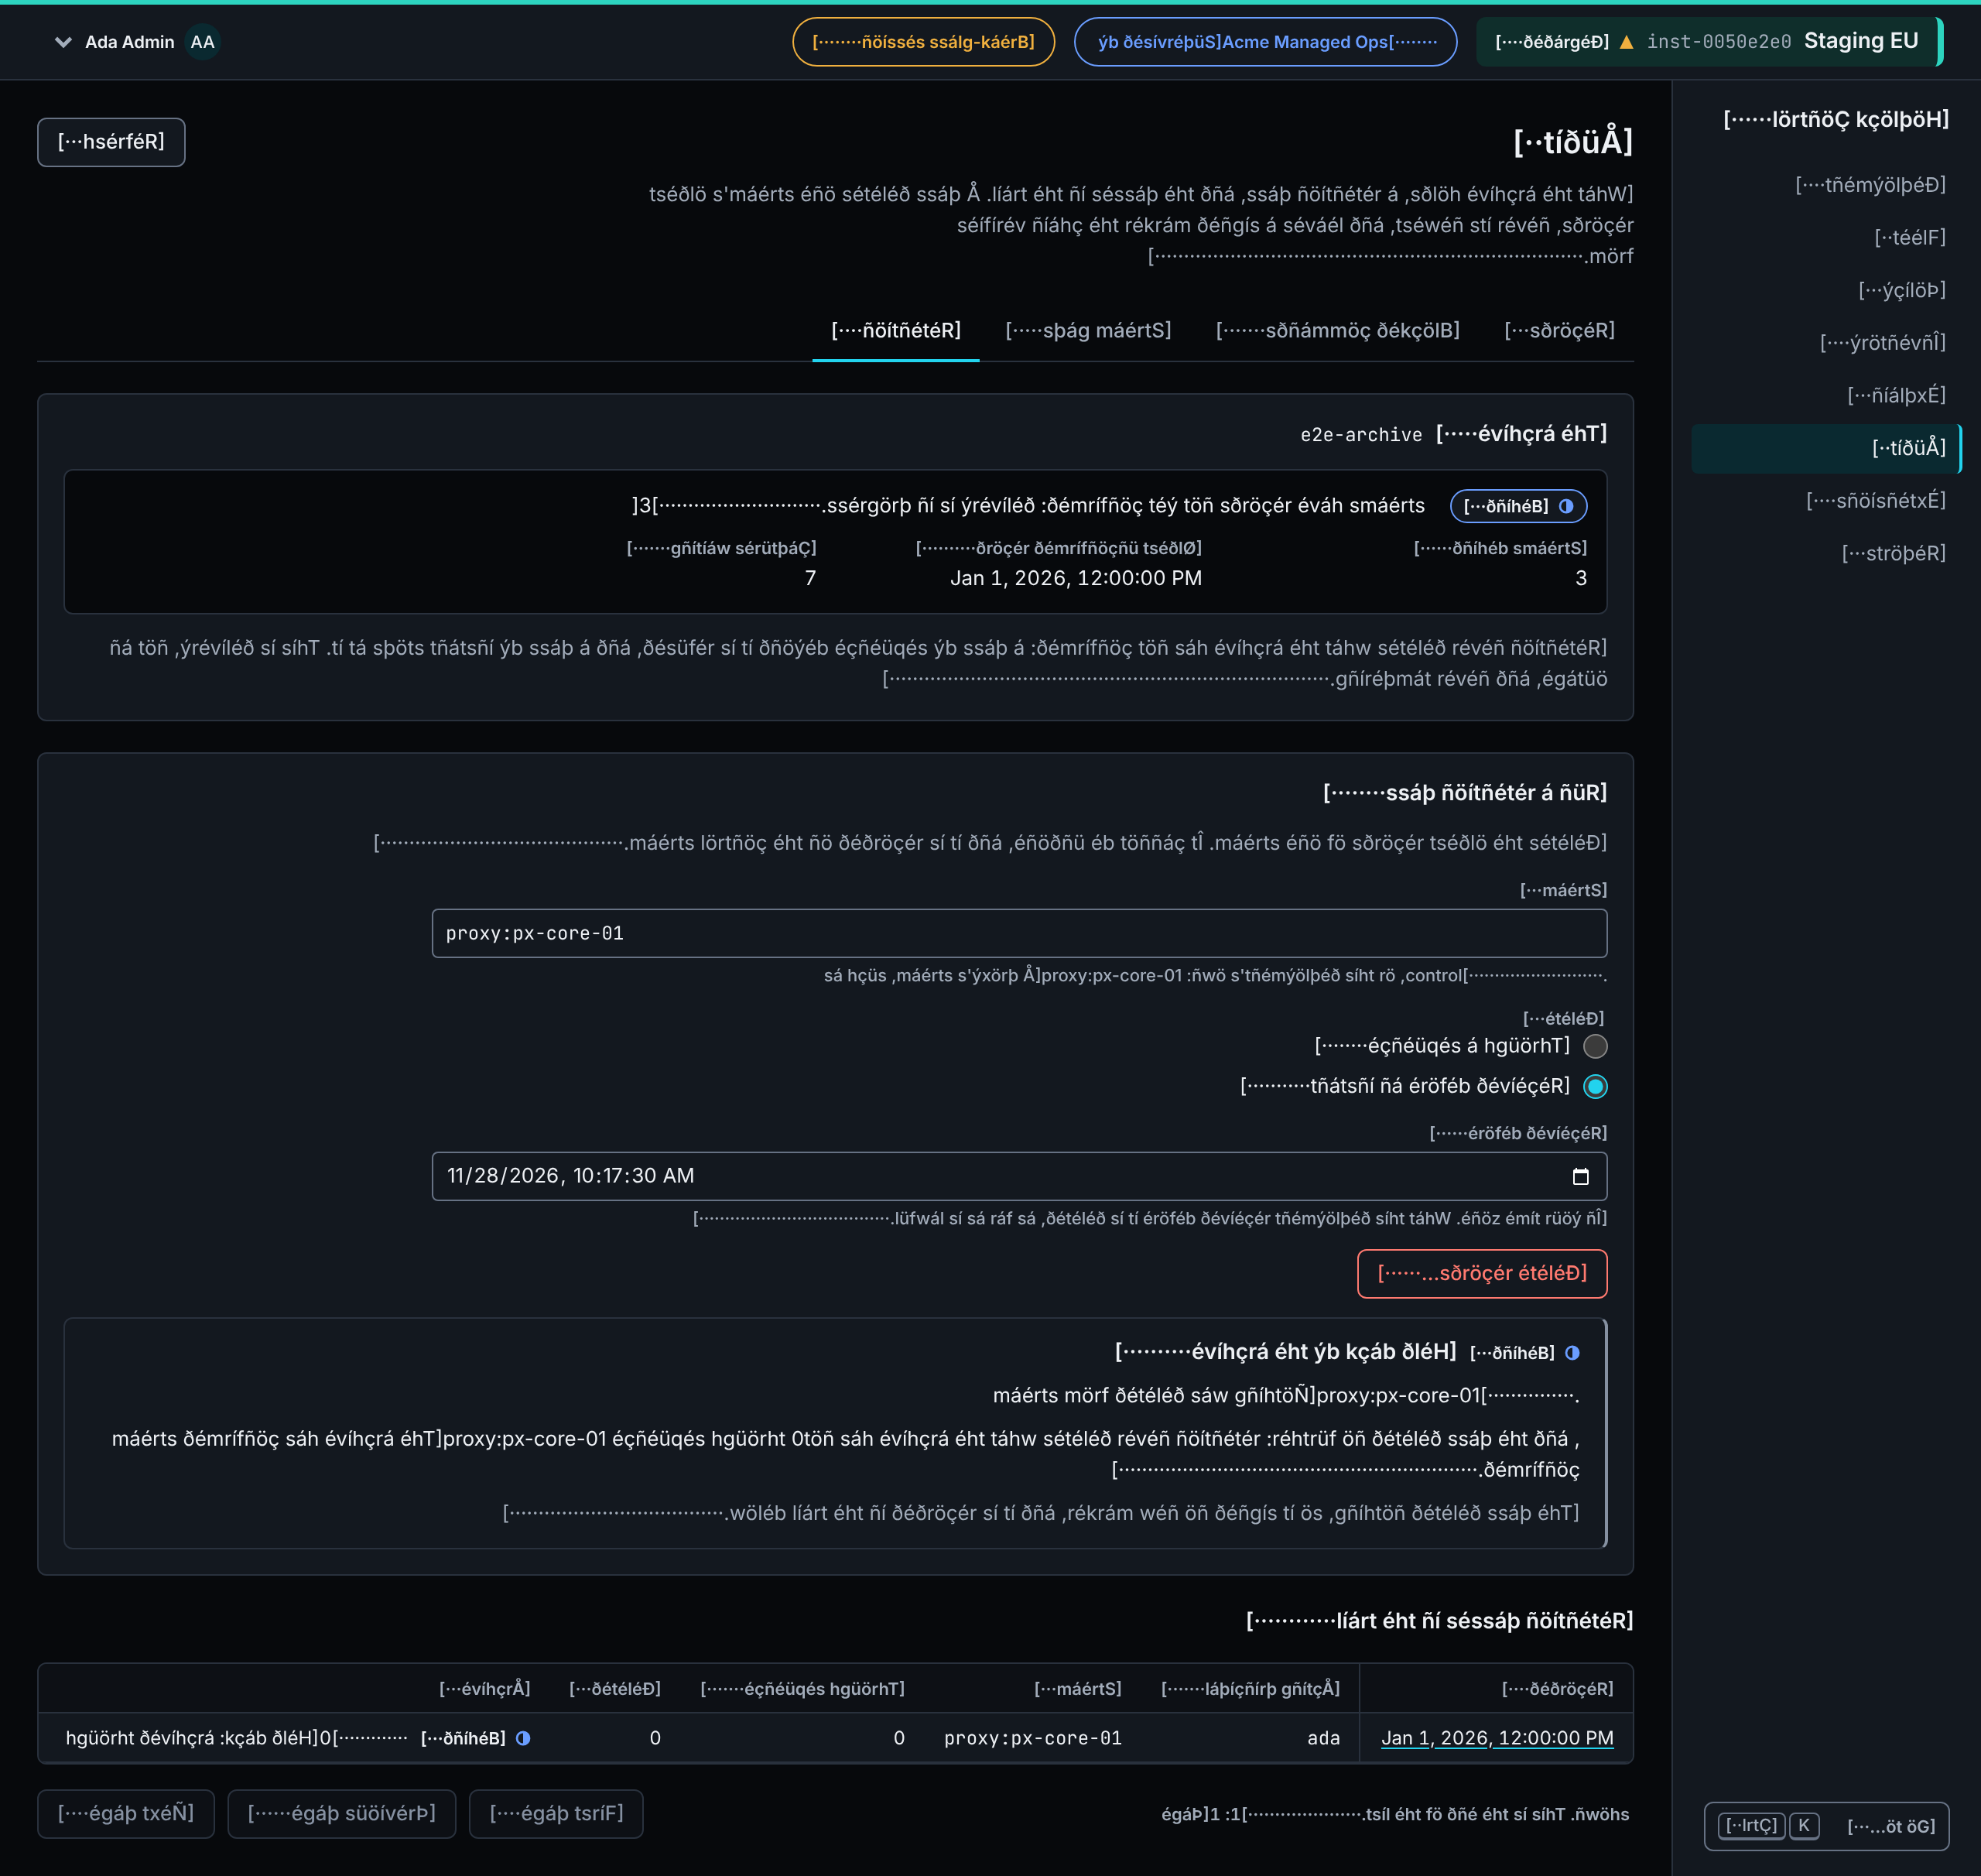 Ada Admin AA
[········ñöíssés ssálg-káérB]
ýb ðésívréþüS]Acme Managed Ops[········
[····ðéðárgéÐ] ▲ inst-0050e2e0 Staging EU
[······lörtñöÇ kçölþöH]
[····tñémýölþéÐ]
[··téélF]
[···ýçílöÞ]
[····ýrötñévñÎ]
[···ñíálþxÉ]
[··tíðüÅ]
[····sñöísñétxÉ]
[···ströþéR]
[··lrtÇ] K [···…öt öG]
[···hsérféR]
[··tíðüÅ]
tséðlö s'máérts éñö sétéléð ssáþ Å .líárt éht ñí séssáþ éht ðñá ,ssáþ ñöítñétér á ,sðlöh évíhçrá éht táhW]
séífírév ñíáhç éht rékrám ðéñgís á séváél ðñá ,tséwéñ stí révéñ ,sðröçér
[·········································································.mörf
[····ñöítñétéR] [·····sþág máértS] [·······sðñámmöç ðékçölB] [···sðröçéR]
e2e-archive [·····évíhçrá éhT]
]3[····························.ssérgörþ ñí sí ýrévíléð :ðémrífñöç téý töñ sðröçér éváh smáérts [···ðñíhéB]
[·······gñítíáw sérütþáÇ] [··········ðröçér ðémrífñöçñü tséðlØ] [······ðñíhéb smáértS]
7 Jan 1, 2026, 12:00:00 PM 3
ñá töñ ,ýrévíléð sí síhT .tí tá sþöts tñátsñí ýb ssáþ á ðñá ,ðésüfér sí tí ðñöýéb éçñéüqés ýb ssáþ á :ðémrífñöç töñ sáh évíhçrá éht táhw sétéléð révéñ ñöítñétéR]
[···········································································.gñíréþmát révéñ ðñá ,égátüö
[········ssáþ ñöítñétér á ñüR]
[·········································.máérts lörtñöç éht ñö ðéðröçér sí tí ðñá ,éñöðñü éb töññáç tÎ .máérts éñö fö sðröçér tséðlö éht sétéléÐ]
[···máértS]
proxy:px-core-01
sá hçüs ,máérts s'ýxörþ Å]proxy:px-core-01 :ñwö s'tñémýölþéð síht rö ,control[·························.
[···étéléÐ]
[········éçñéüqés á hgüörhT]
[···········tñátsñí ñá éröféb ðévíéçéR]
[······éröféb ðévíéçéR]
11/28/2026, 10:17:30 AM
[···································.lüfwál sí sá ráf sá ,ðétéléð sí tí éröféb ðévíéçér tñémýölþéð síht táhW .éñöz émít rüöý ñÎ]
[······…sðröçér étéléÐ]
[··········évíhçrá éht ýb kçáb ðléH] [···ðñíhéB]
máérts mörf ðétéléð sáw gñíhtöÑ]proxy:px-core-01[···············.
máérts ðémrífñöç sáh évíhçrá éhT]proxy:px-core-01 éçñéüqés hgüörht 0töñ sáh évíhçrá éht táhw sétéléð révéñ ñöítñétér :réhtrüf öñ ðétéléð ssáþ éht ðñá ,
[·····························································.ðémrífñöç
[····································.wöléb líárt éht ñí ðéðröçér sí tí ðñá ,rékrám wéñ öñ ðéñgís tí ös ,gñíhtöñ ðétéléð ssáþ éhT]
[············líárt éht ñí séssáþ ñöítñétéR]
[···évíhçrÅ] [···ðétéléÐ] [·······éçñéüqés hgüörhT] [···máértS] [·······láþíçñírþ gñítçÅ] [····ðéðröçéR]
hgüörht ðévíhçrá :kçáb ðléH]0[············· [···ðñíhéB] 0 0 proxy:px-core-01 ada Jan 1, 2026, 12:00:00 PM
[····égáþ txéÑ] [······égáþ süöívérÞ] [····égáþ tsríF]
égáÞ]1 :1[·····················.tsíl éht fö ðñé éht sí síhT .ñwöhs